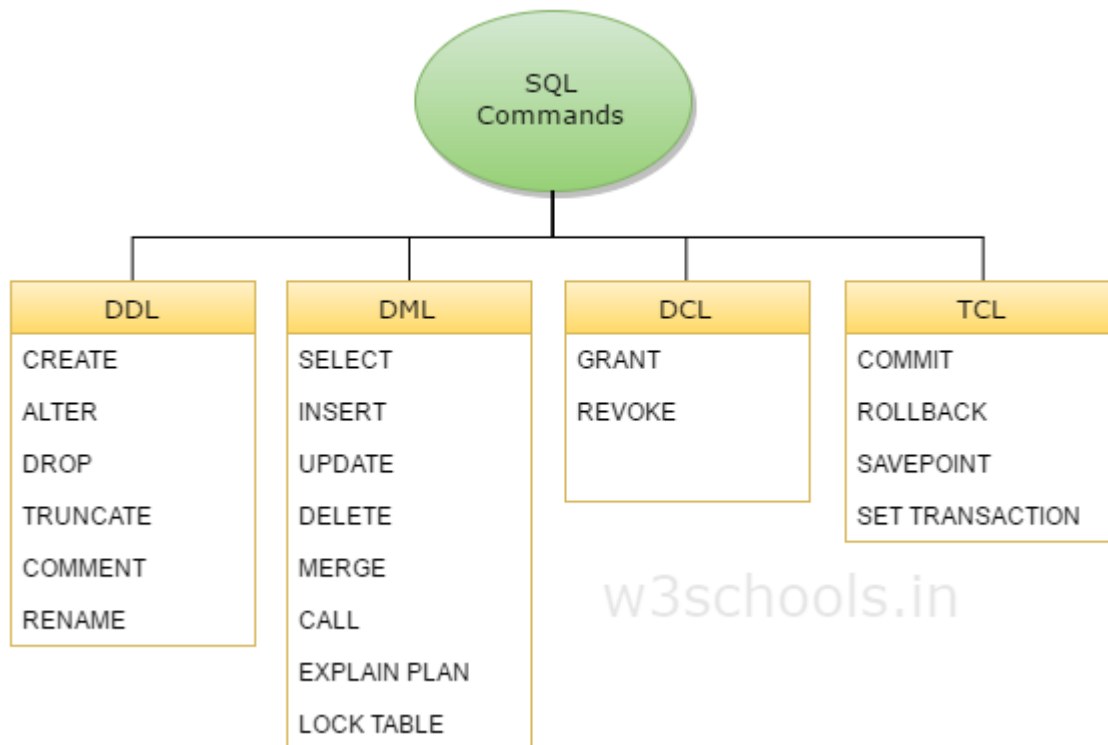 SQL
Commands
DDL
CREATE
ALTER
DROP
TRUNCATE
COMMENT
RENAME
DML
SELECT
INSERT
UPDATE
DELETE
MERGE
CALL
EXPLAIN PLAN
LOCK TABLE
DCL
GRANT
REVOKE
TCL
COMMIT
ROLLBACK
SAVEPOINT
SET TRANSACTION
w3schools.in